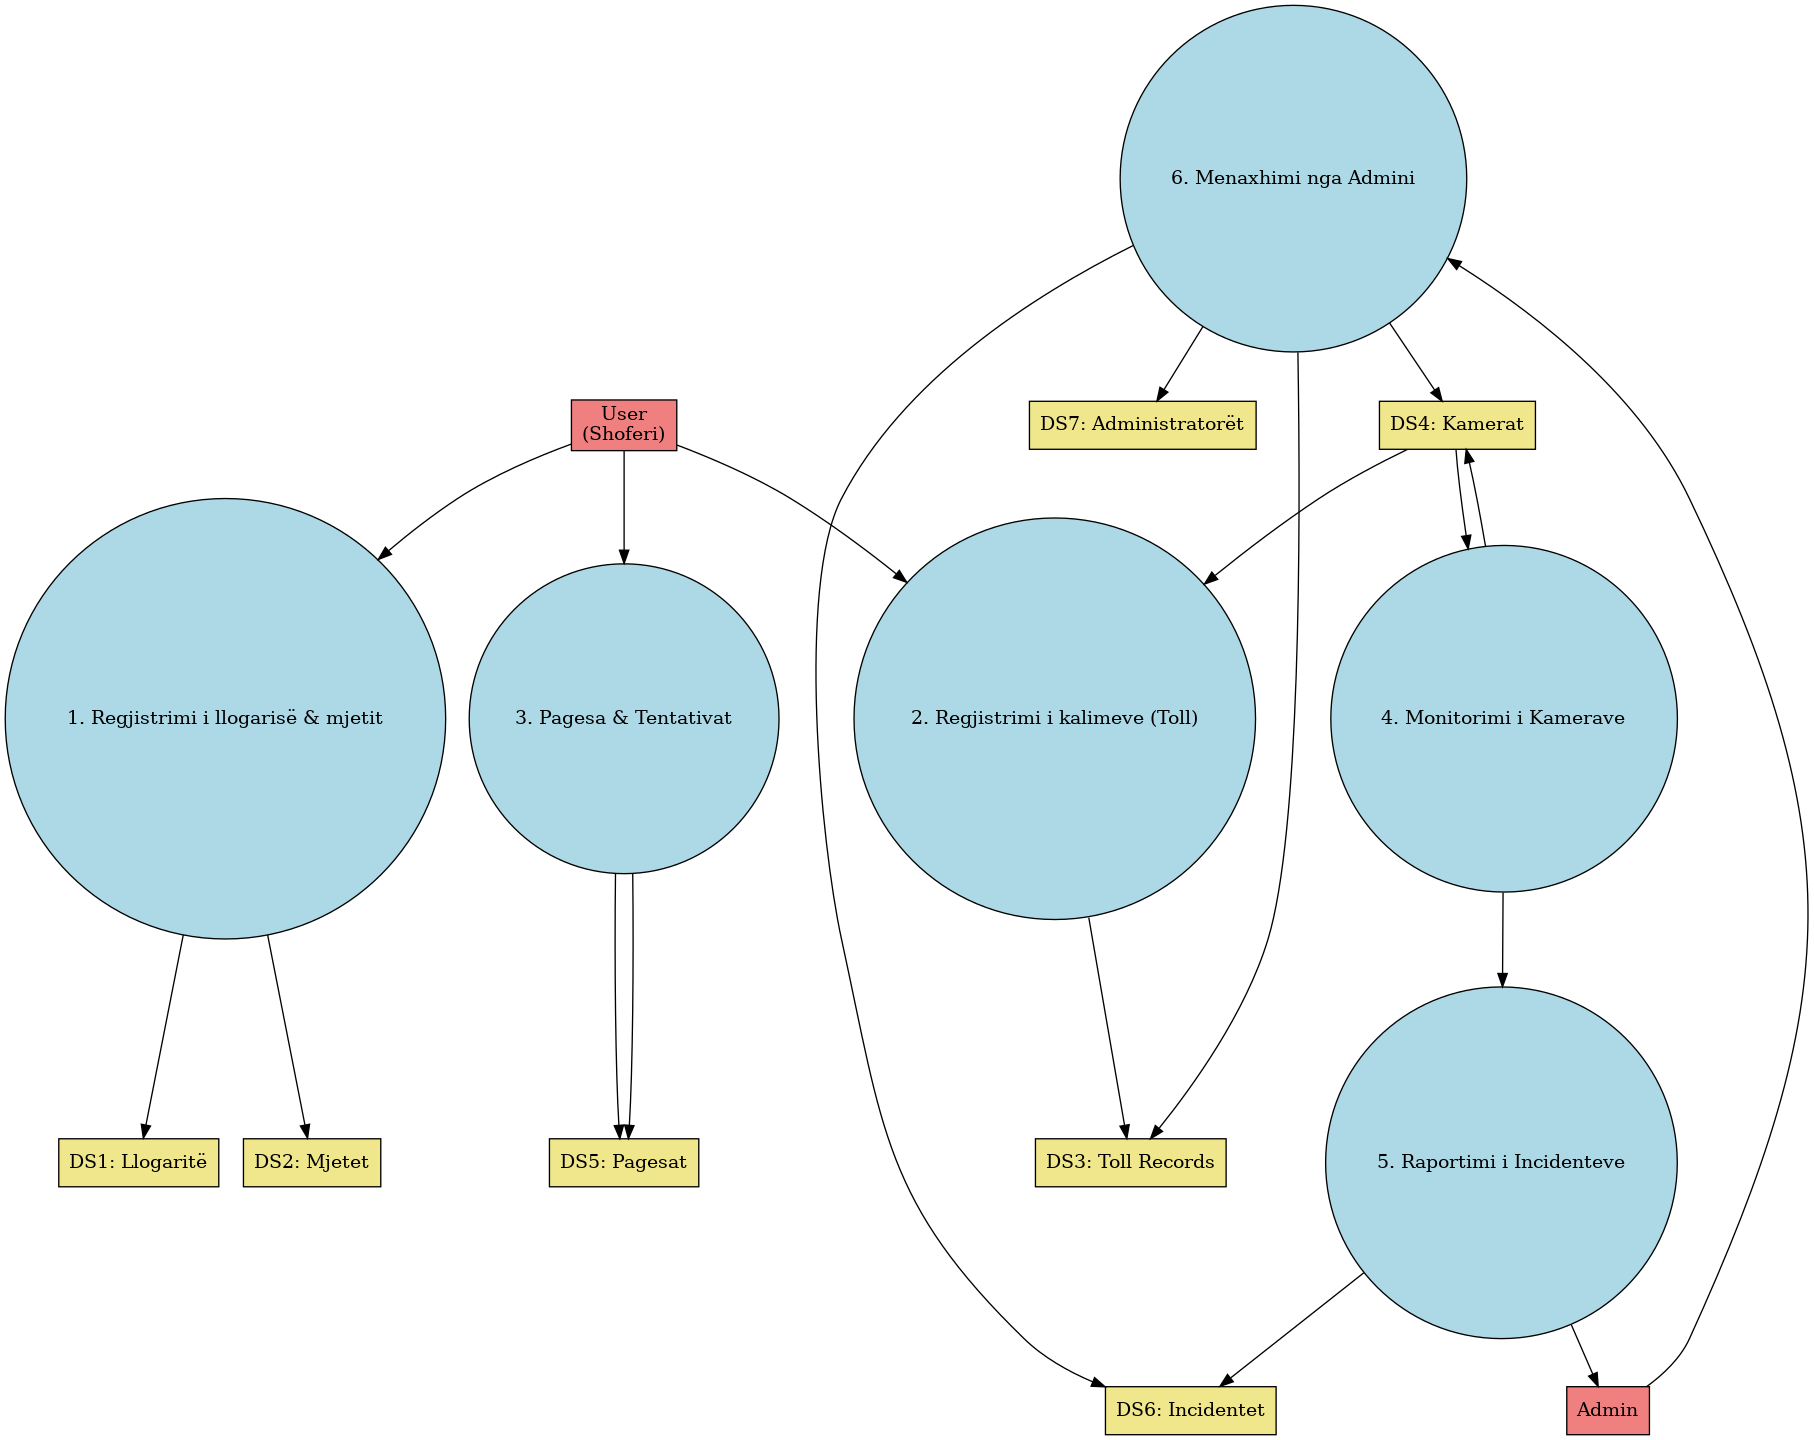 6. Menaxhimi nga Admini
User
(Shoferi)
DS7: Administratorët
DS4: Kamerat
1. Regjistrimi i llogarisë & mjetit
3. Pagesa & Tentativat
2. Regjistrimi i kalimeve (Toll)
4. Monitorimi i Kamerave
DS1: Llogaritë
DS2: Mjetet
DS5: Pagesat
DS3: Toll Records
5. Raportimi i Incidenteve
DS6: Incidentet
Admin